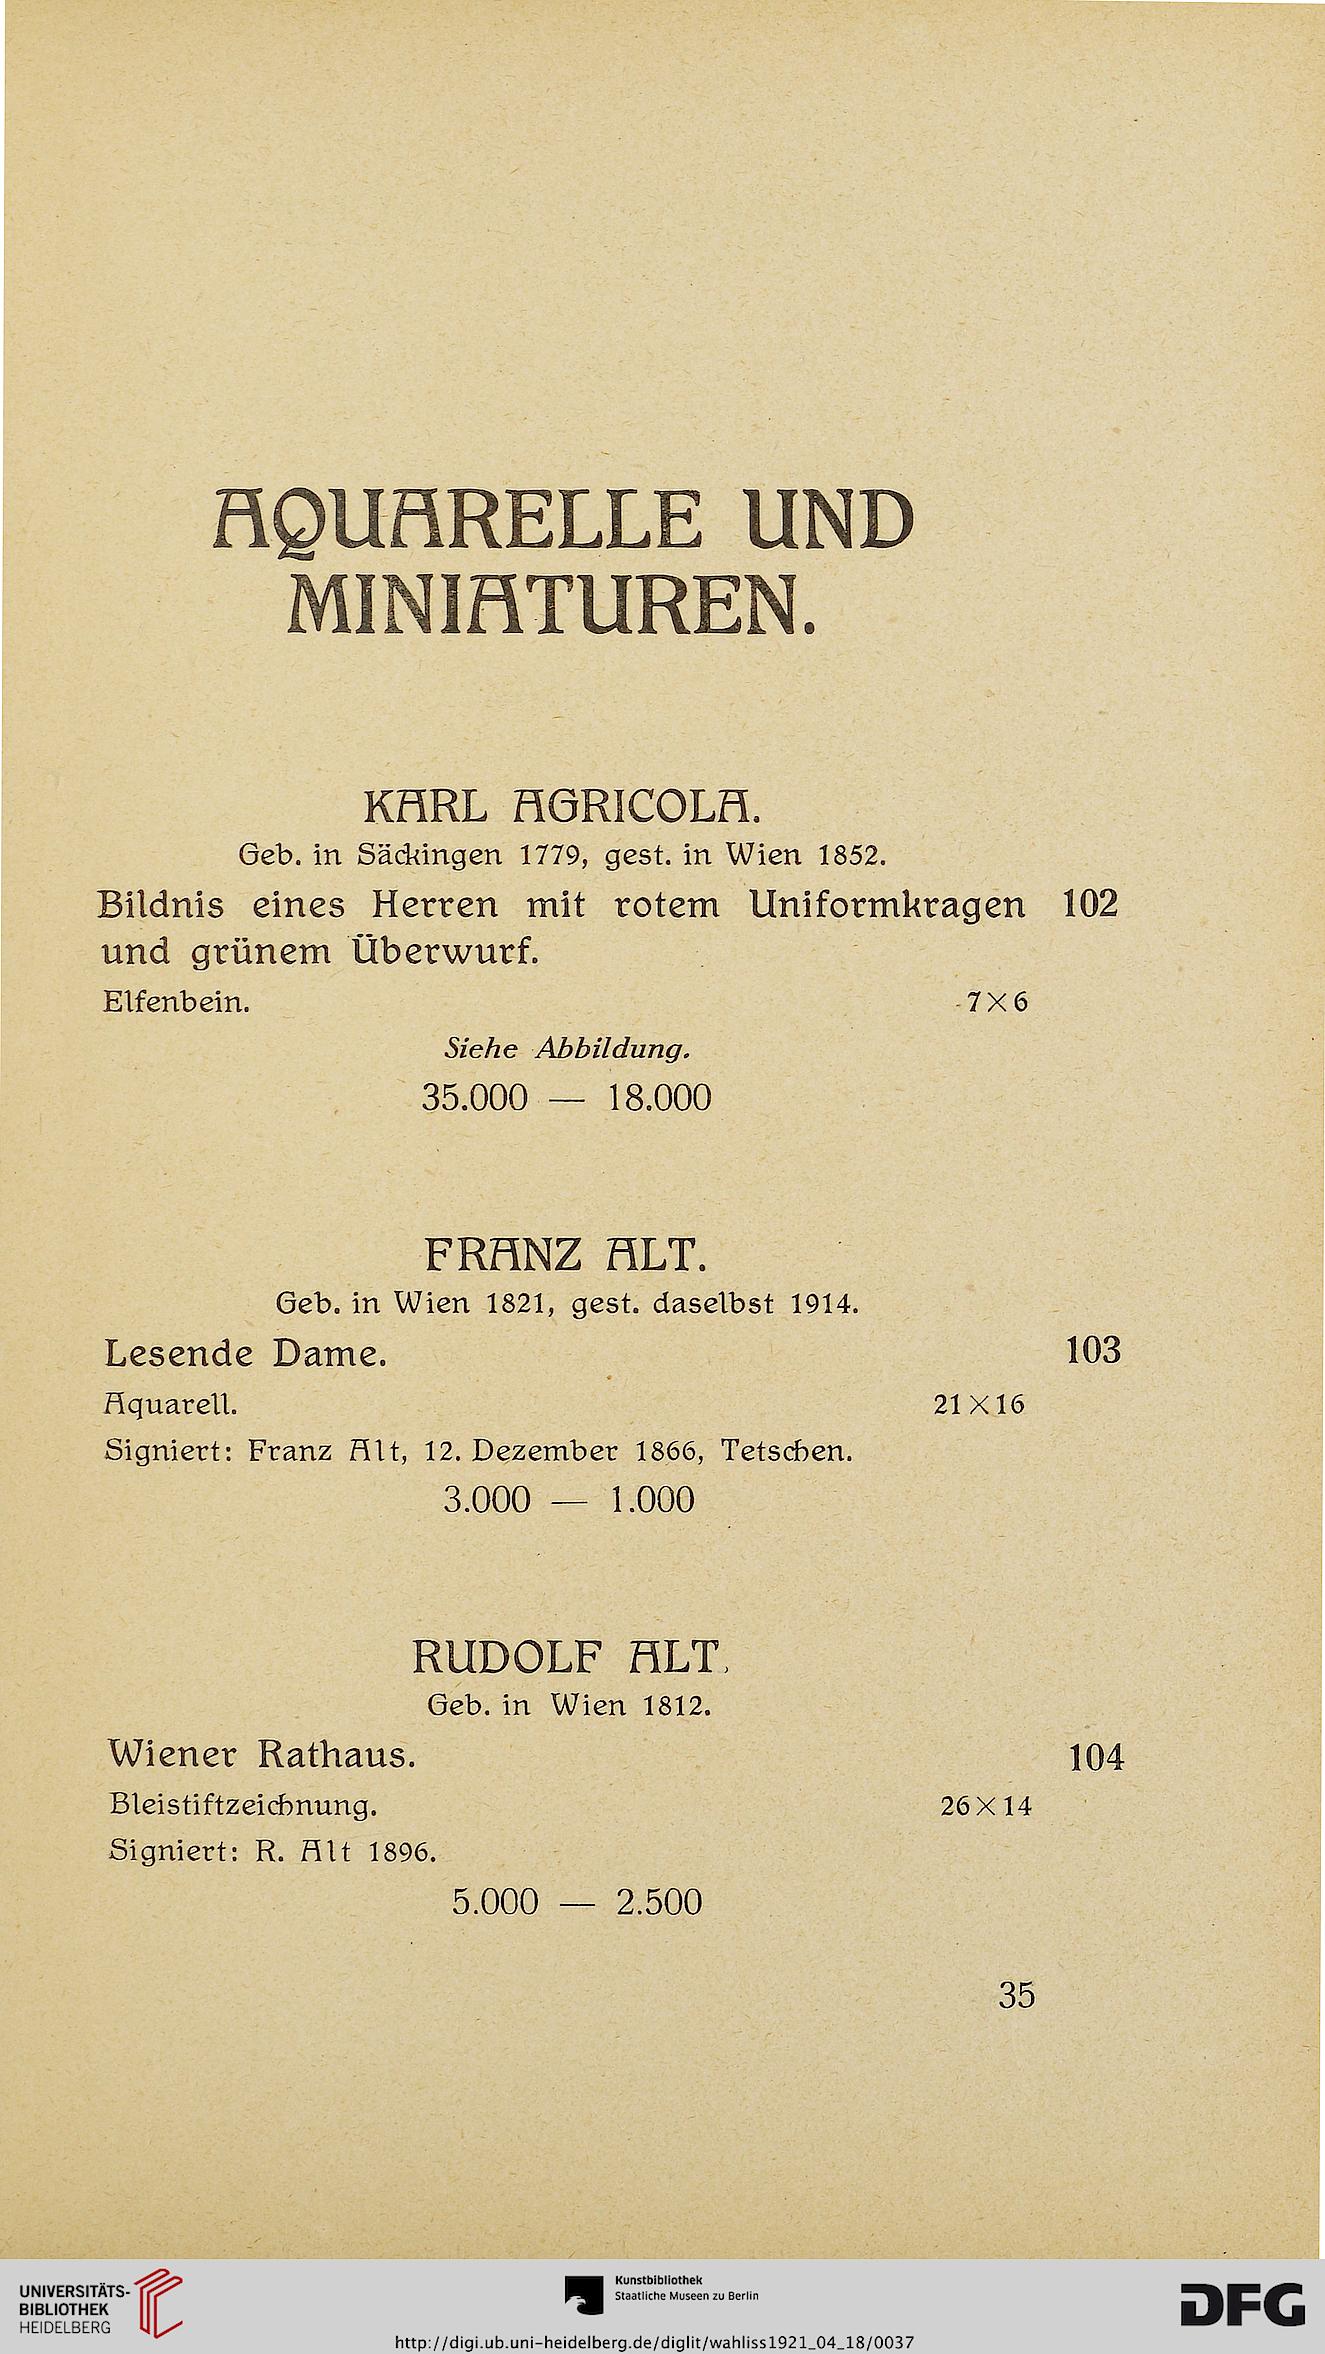 AQUARELLE UND
MINIATUREN.
KARL AGRICOLA.
Geb. in Säckingen 1779, gest. in Wien 1852.
Bildnis eines Herren mit rotem Uniformkragen 102
und grünem Überwurf.
Elfenbein. 7×6
Siehe Abbildung.
35.000 — 18.000
FRANZ ALT.
Geb. in Wien 1821, gest. daselbst 1914.
Lesende Dame. 103
Aquarell. 21×16
Signiert: Franz Alt, 12. Dezember 1866, Tetschen.
3.000 — 1.000
RUDOLF ALT.
Geb. in Wien 1812.
Wiener Rathaus. 104
Bleistiftzeichnung. 26×14
Signiert: R. Alt 1896.
5.000 — 2.500
35
UNIVERSITÄTS-
BIBLIOTHEK
HEIDELBERG
Kunstbibliothek
Staatliche Museen zu Berlin
DFG
http://digi.ub.uni-heidelberg.de/diglit/wahliss1921_04_18/0037